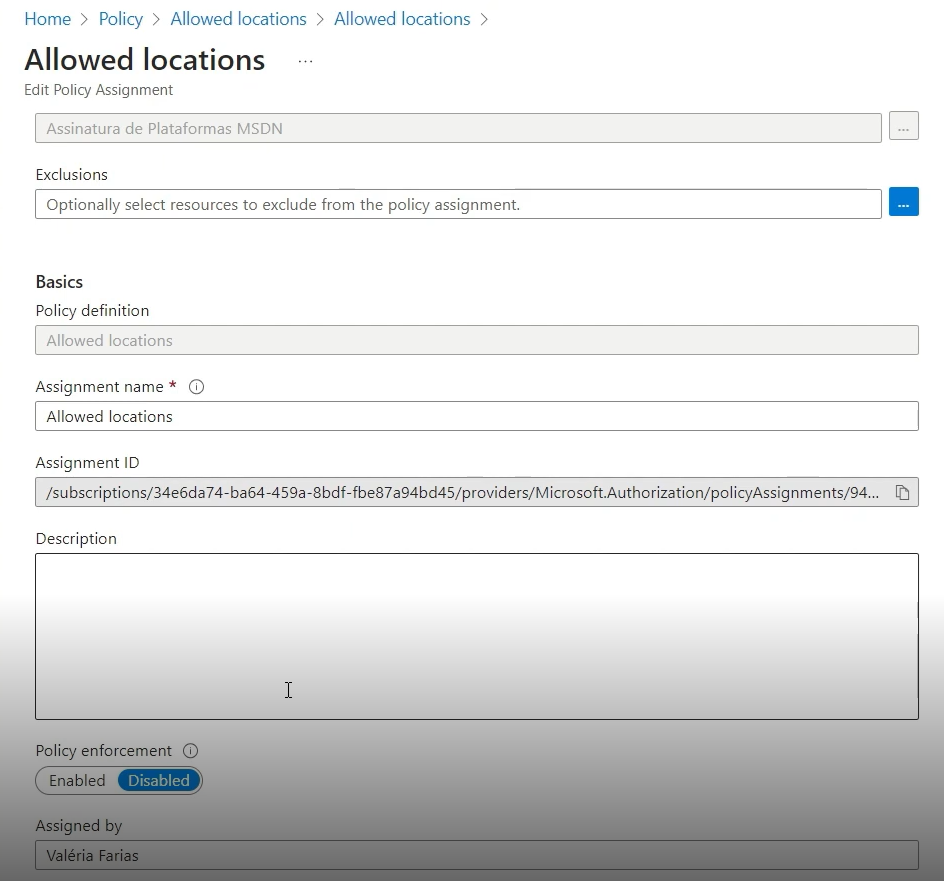 Home > Policy > Allowed locations > Allowed locations >
Allowed locations ...
Edit Policy Assignment
Assinatura de Plataformas MSDN ...
Exclusions
Optionally select resources to exclude from the policy assignment. ...
Basics
Policy definition
Allowed locations
Assignment name *
Allowed locations
Assignment ID
/subscriptions/34e6da74-ba64-459a-8bdf-fbe87a94bd45/providers/Microsoft.Authorization/policyAssignments/94...
Description
Policy enforcement
Enabled Disabled
Assigned by
Valéria Farias